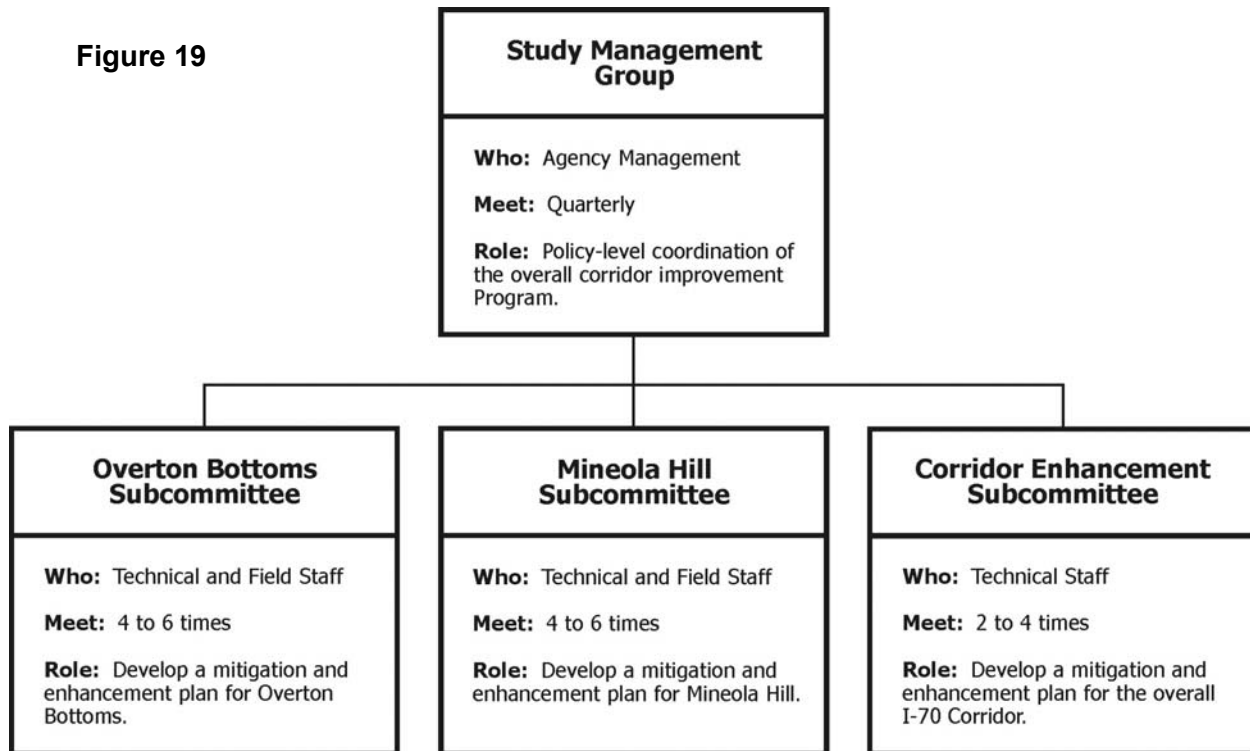 Figure 19
Study Management
Group
Who: Agency Management
Meet: Quarterly
Role: Policy-level coordination of
the overall corridor improvement
Program.
Overton Bottoms
Subcommittee
Who: Technical and Field Staff
Meet: 4 to 6 times
Role: Develop a mitigation and
enhancement plan for Overton
Bottoms.
Mineola Hill
Subcommittee
Who: Technical and Field Staff
Meet: 4 to 6 times
Role: Develop a mitigation and
enhancement plan for Mineola Hill.
Corridor Enhancement
Subcommittee
Who: Technical Staff
Meet: 2 to 4 times
Role: Develop a mitigation and
enhancement plan for the overall
I-70 Corridor.